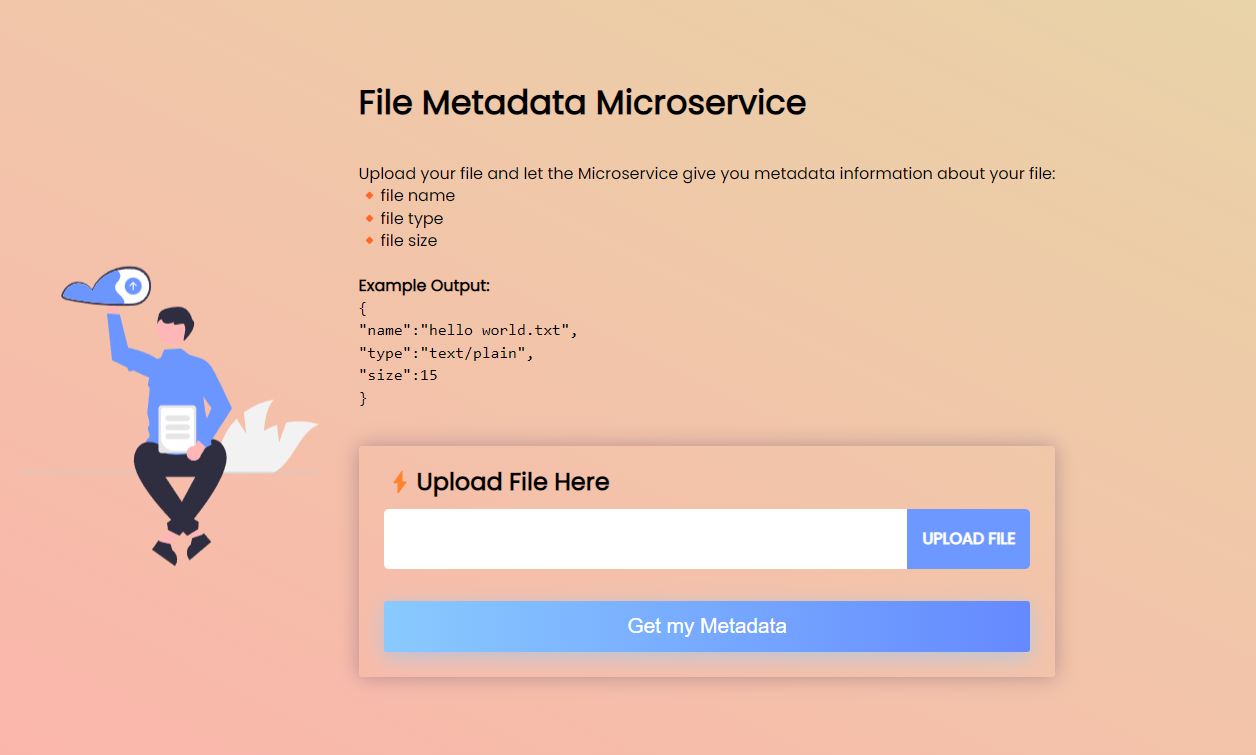 File Metadata Microservice
Upload your file and let the Microservice give you metadata information about your file:
🔸file name
🔸file type
🔸file size
Example Output:
{
"name":"hello world.txt",
"type":"text/plain",
"size":15
}
⚡Upload File Here
UPLOAD FILE
Get my Metadata